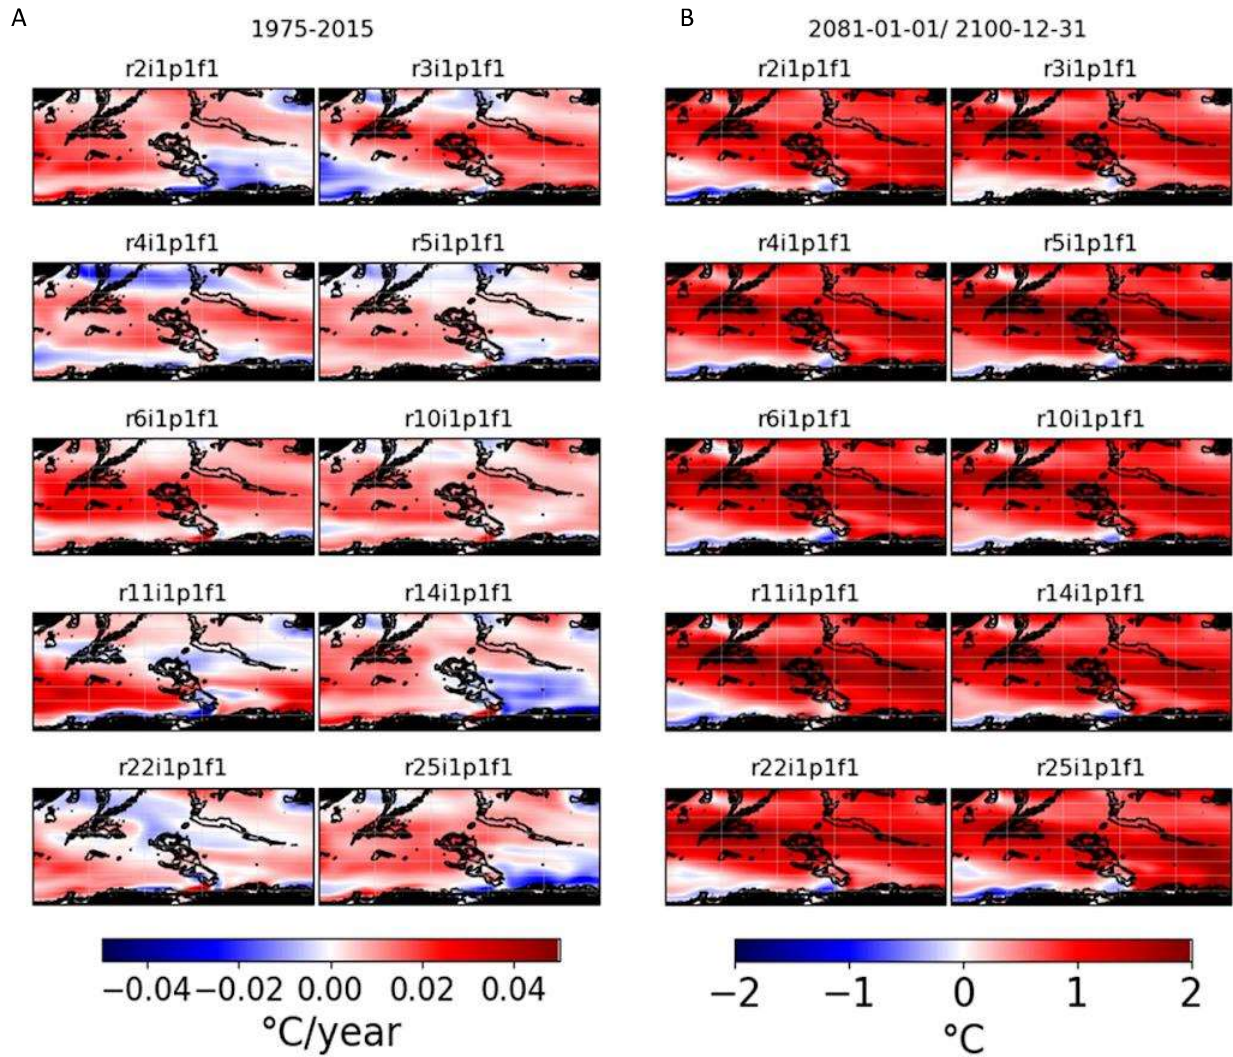 A
1975-2015
r2i1p1f1
r3i1p1f1
r4i1p1f1
r5i1p1f1
r6i1p1f1
r10i1p1f1
r11i1p1f1
r14i1p1f1
r22i1p1f1
r25i1p1f1
−0.04 −0.02 0.00 0.02 0.04
°C/year
B
2081-01-01/ 2100-12-31
r2i1p1f1
r3i1p1f1
r4i1p1f1
r5i1p1f1
r6i1p1f1
r10i1p1f1
r11i1p1f1
r14i1p1f1
r22i1p1f1
r25i1p1f1
−2 −1 0 1 2
°C